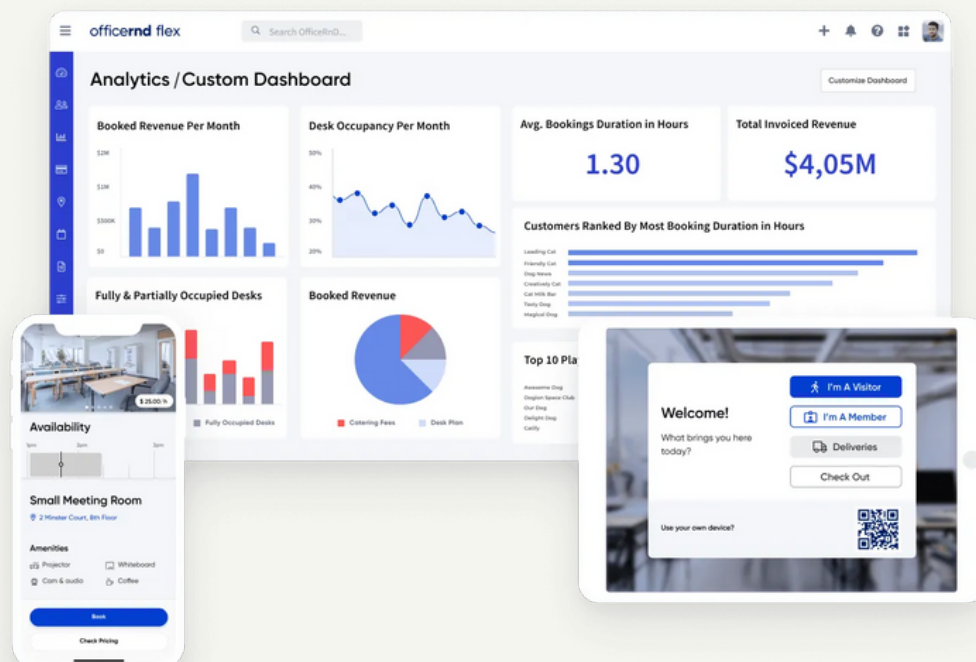 officernd flex
Search OfficeRnD...
Analytics / Custom Dashboard
Customize Dashboard
Booked Revenue Per Month
$2M
$1M
$500K
$0
Desk Occupancy Per Month
50%
40%
30%
20%
Avg. Bookings Duration in Hours
1.30
Total Invoiced Revenue
$4,05M
Customers Ranked By Most Booking Duration in Hours
Leading Cat
Friendly Cat
Dog News
Creatively Cat
Cat Milk Bar
Tasty Dog
Magical Dog
Fully & Partially Occupied Desks
Fully Occupied Desks
Booked Revenue
Catering Fees
Desk Plan
Top 10 Pla
Awesome Dog
Doglon Space Club
Our Dog
Delight Dog
Catify
$ 25.00/h
Availability
1pm 2pm 3pm
Small Meeting Room
2 Minster Court, 8th Floor
Amenities
Projector
Whiteboard
Cam & audio
Coffee
Book
Check Pricing
Welcome!
What brings you here
today?
I'm A Visitor
I'm A Member
Deliveries
Check Out
Use your own device?